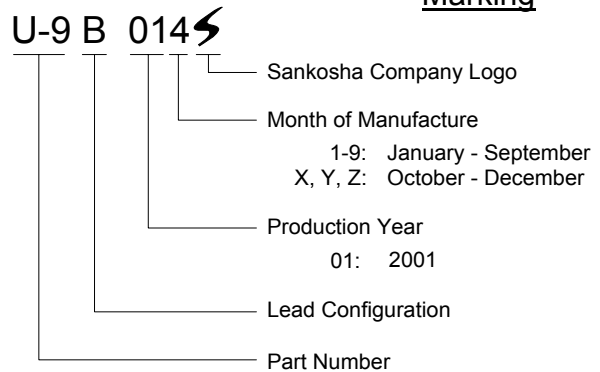 Marking
U-9 B 014
Sankosha Company Logo
Month of Manufacture
1-9: January - September
X, Y, Z: October - December
Production Year
01: 2001
Lead Configuration
Part Number